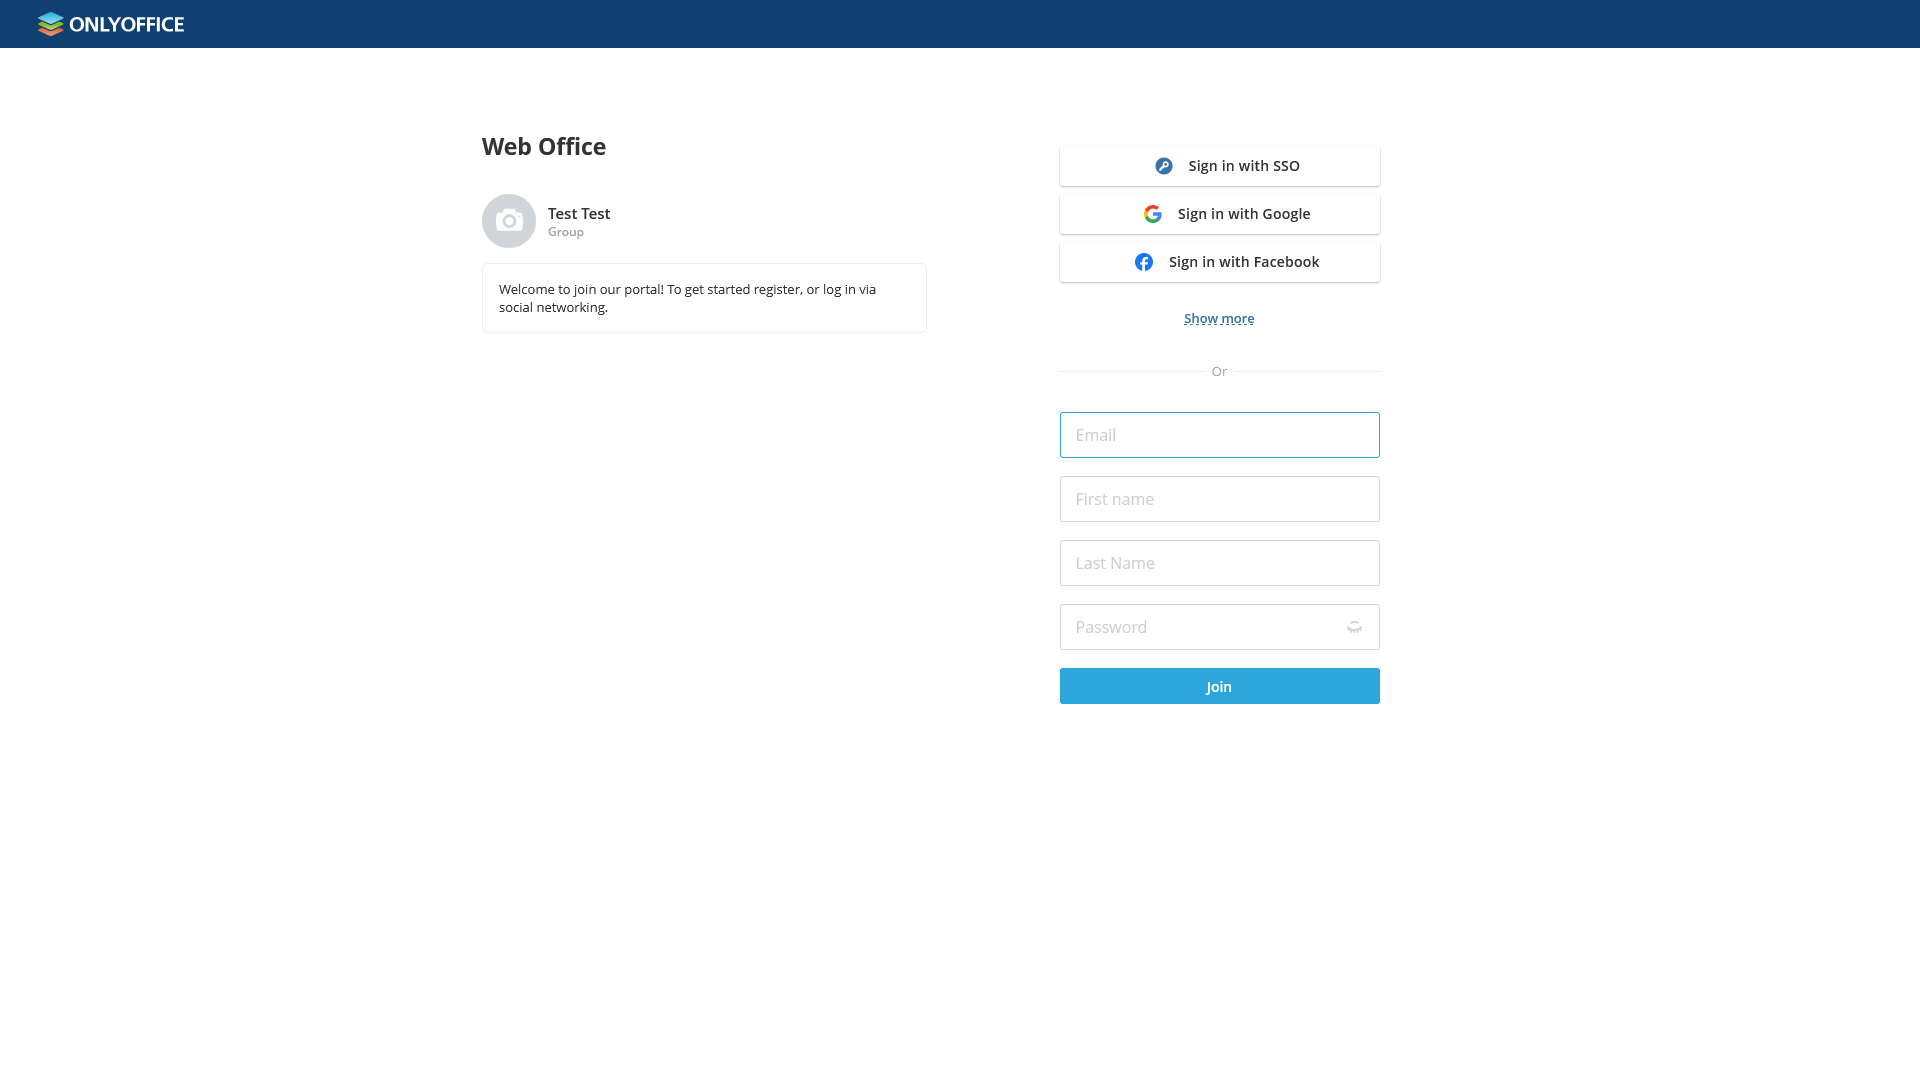 ONLYOFFICE
Web Office
Test Test
Group
Welcome to join our portal! To get started register, or log in via
social networking.
Sign in with SSO
Sign in with Google
Sign in with Facebook
Show more
Or
Email
First name
Last Name
Password
Join